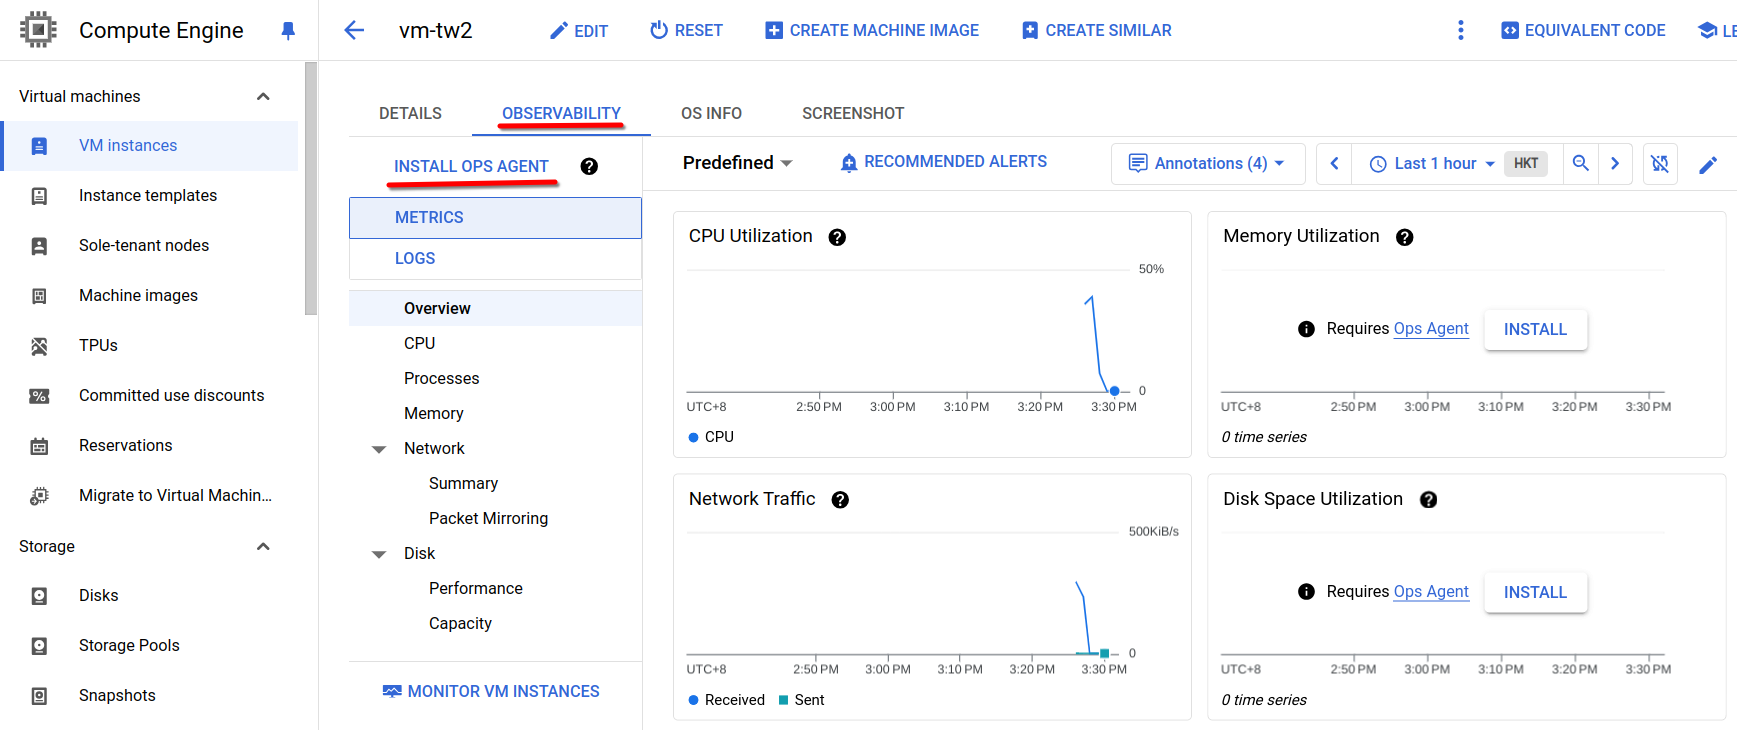 Compute Engine
vm-tw2
EDIT
RESET
CREATE MACHINE IMAGE
CREATE SIMILAR
EQUIVALENT CODE
LE
Virtual machines
VM instances
Instance templates
Sole-tenant nodes
Machine images
TPUs
Committed use discounts
Reservations
Migrate to Virtual Machin...
Storage
Disks
Storage Pools
Snapshots
DETAILS
OBSERVABILITY
OS INFO
SCREENSHOT
INSTALL OPS AGENT
METRICS
LOGS
Overview
CPU
Processes
Memory
Network
Summary
Packet Mirroring
Disk
Performance
Capacity
MONITOR VM INSTANCES
Predefined
RECOMMENDED ALERTS
Annotations (4)
Last 1 hour
HKT
CPU Utilization
50%
0
UTC+8 2:50 PM 3:00 PM 3:10 PM 3:20 PM 3:30 PM
CPU
Memory Utilization
Requires Ops Agent
INSTALL
UTC+8 2:50 PM 3:00 PM 3:10 PM 3:20 PM 3:30 PM
0 time series
Network Traffic
500KiB/s
0
UTC+8 2:50 PM 3:00 PM 3:10 PM 3:20 PM 3:30 PM
Received Sent
Disk Space Utilization
Requires Ops Agent
INSTALL
UTC+8 2:50 PM 3:00 PM 3:10 PM 3:20 PM 3:30 PM
0 time series